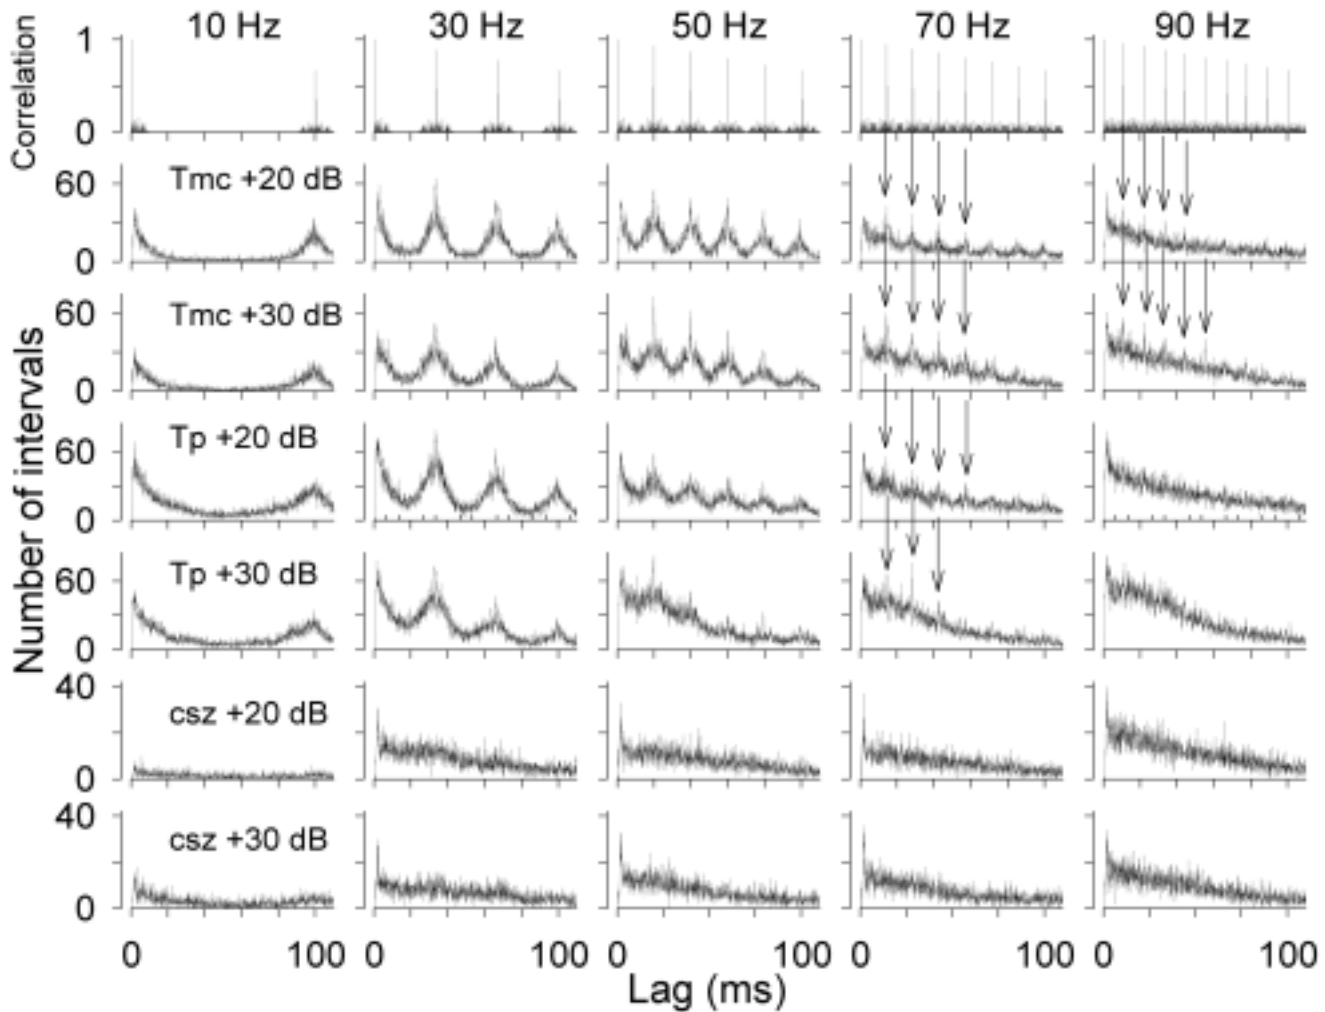 10 Hz 30 Hz 50 Hz 70 Hz 90 Hz
Correlation
1
0
Number of intervals
Tmc +20 dB
60
0
Tmc +30 dB
60
0
Tp +20 dB
60
0
Tp +30 dB
60
0
csz +20 dB
40
0
csz +30 dB
40
0
0 100 0 100 0 100 0 100 0 100
Lag (ms)